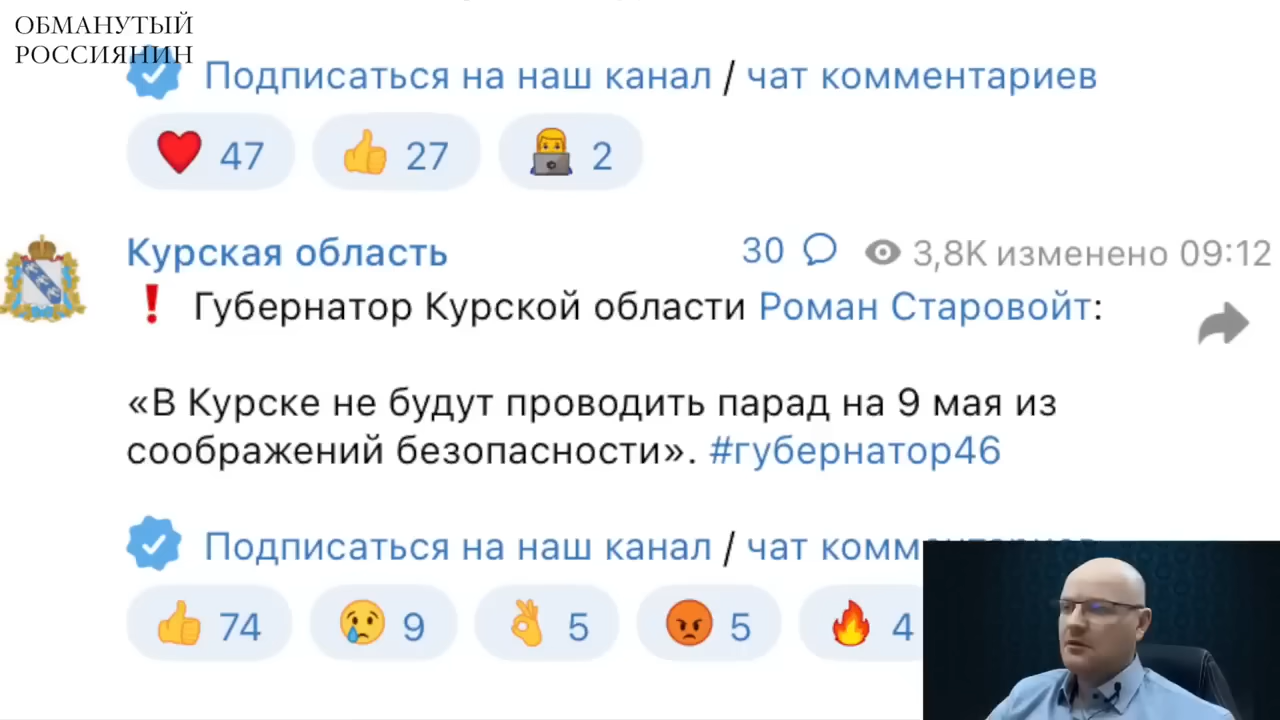 ОБМАНУТЫЙ
РОССИЯНИН
Подписаться на наш канал / чат комментариев
47 27 2
Курская область 30 3,8K изменено 09:12
Губернатор Курской области Роман Старовойт:
«В Курске не будут проводить парад на 9 мая из
соображений безопасности». #губернатор46
Подписаться на наш канал / чат комментариев
74 9 5 5 4